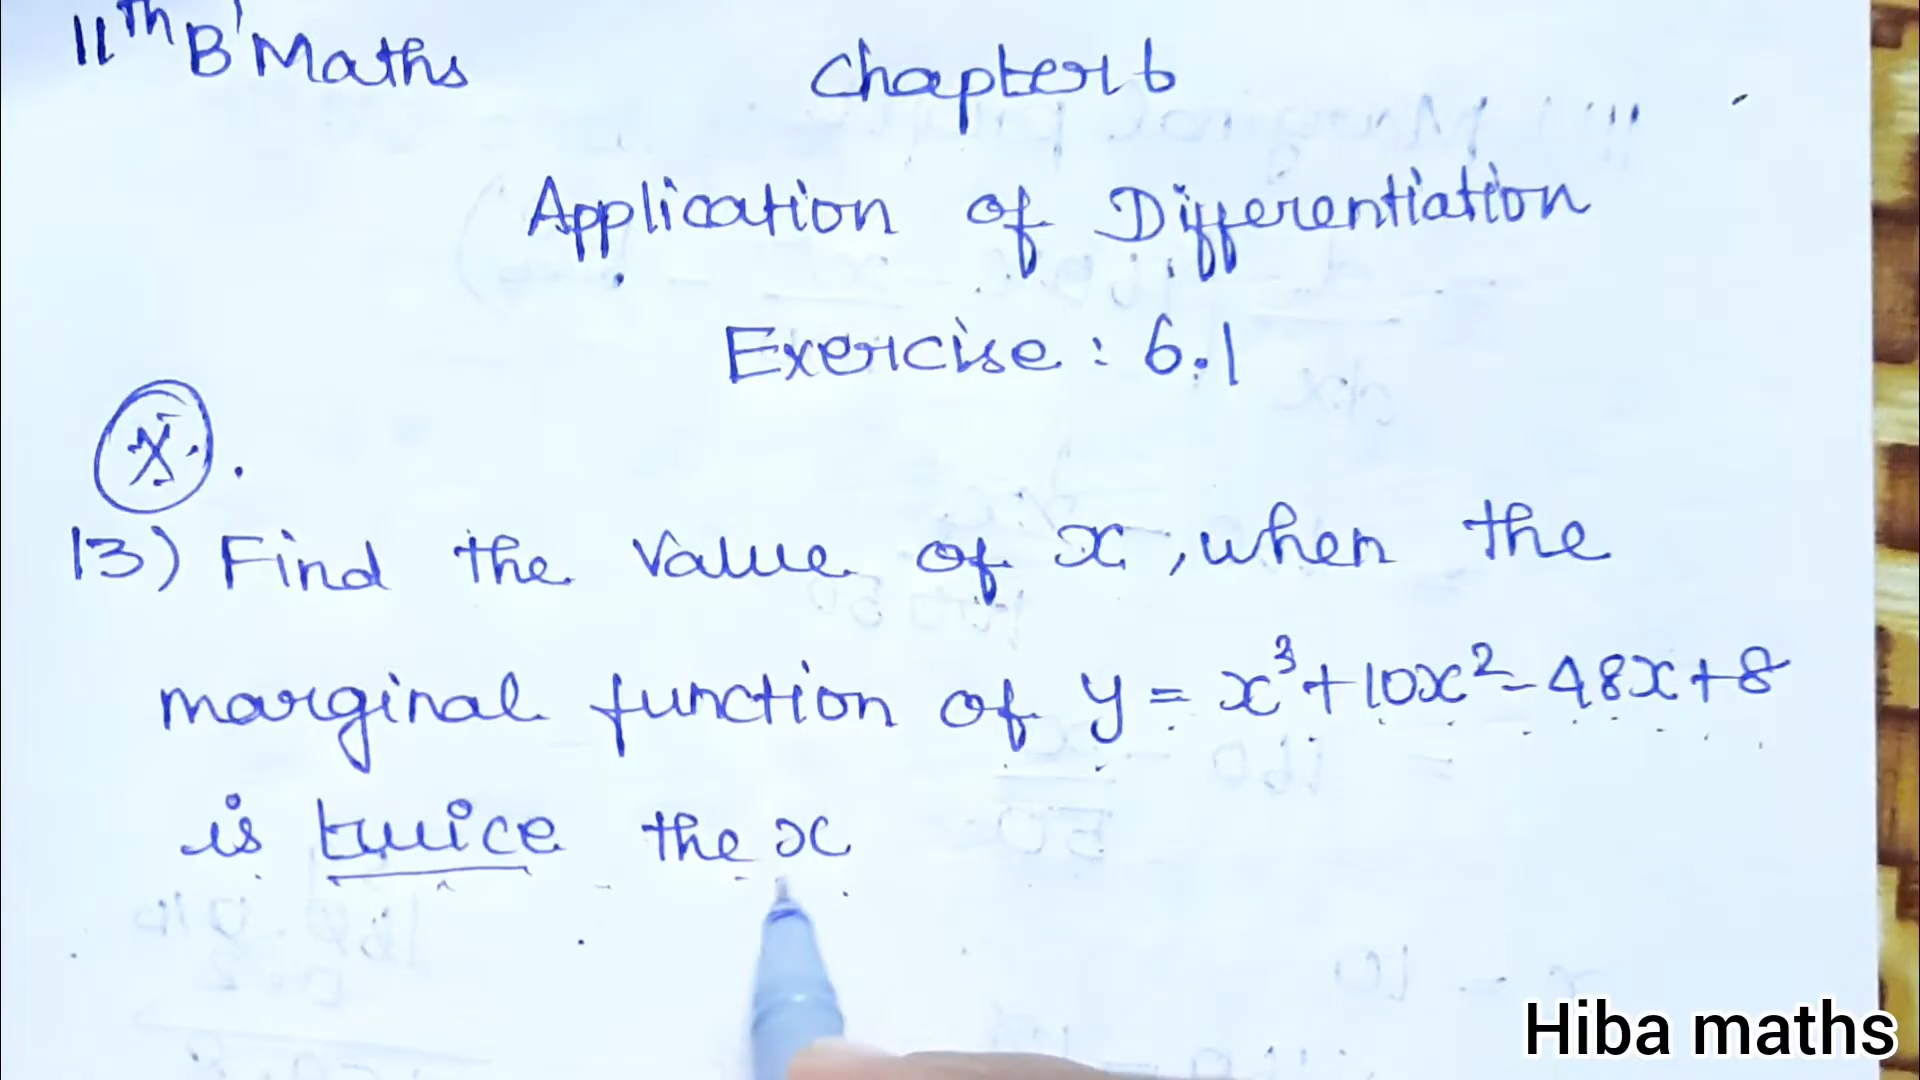 11th B'Maths Chapter 6
Application of Differentiation
Exercise : 6.1
X.
13) Find the value of x, when the
marginal function of y = x³+10x²-48x+8
is twice the x
Hiba maths